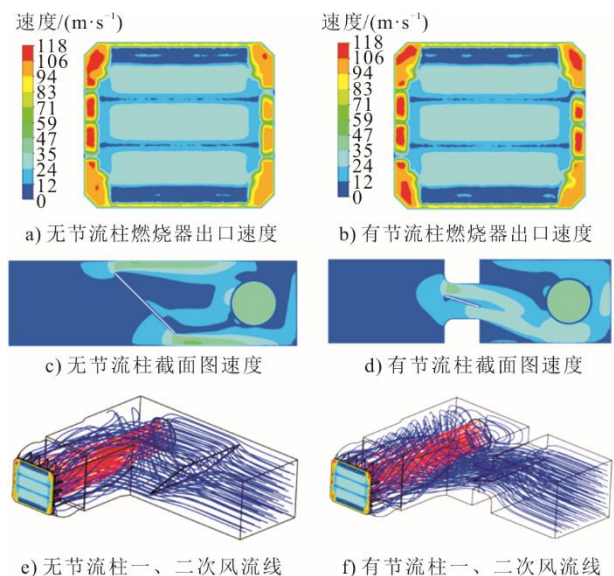 速度/(m·s⁻¹)
118
106
94
83
71
59
47
35
24
12
0
速度/(m·s⁻¹)
118
106
94
83
71
59
47
35
24
12
0
a) 无节流柱燃烧器出口速度
b) 有节流柱燃烧器出口速度
c) 无节流柱截面图速度
d) 有节流柱截面图速度
e) 无节流柱一、二次风流线
f) 有节流柱一、二次风流线